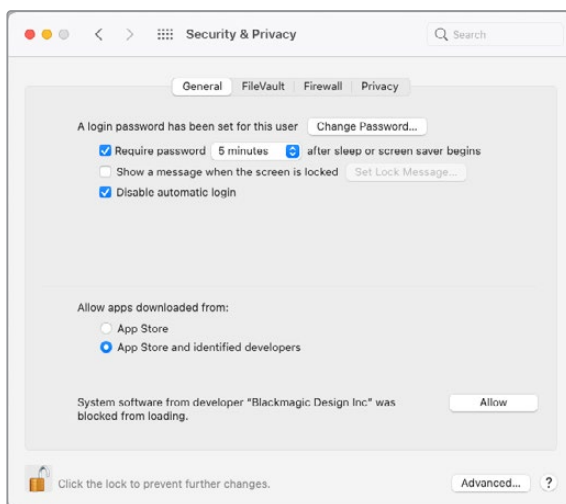 Security & Privacy
Search
General FileVault Firewall Privacy
A login password has been set for this user Change Password...
Require password 5 minutes after sleep or screen saver begins
Show a message when the screen is locked Set Lock Message...
Disable automatic login
Allow apps downloaded from:
App Store
App Store and identified developers
System software from developer "Blackmagic Design Inc" was Allow
blocked from loading.
Click the lock to prevent further changes. Advanced... ?